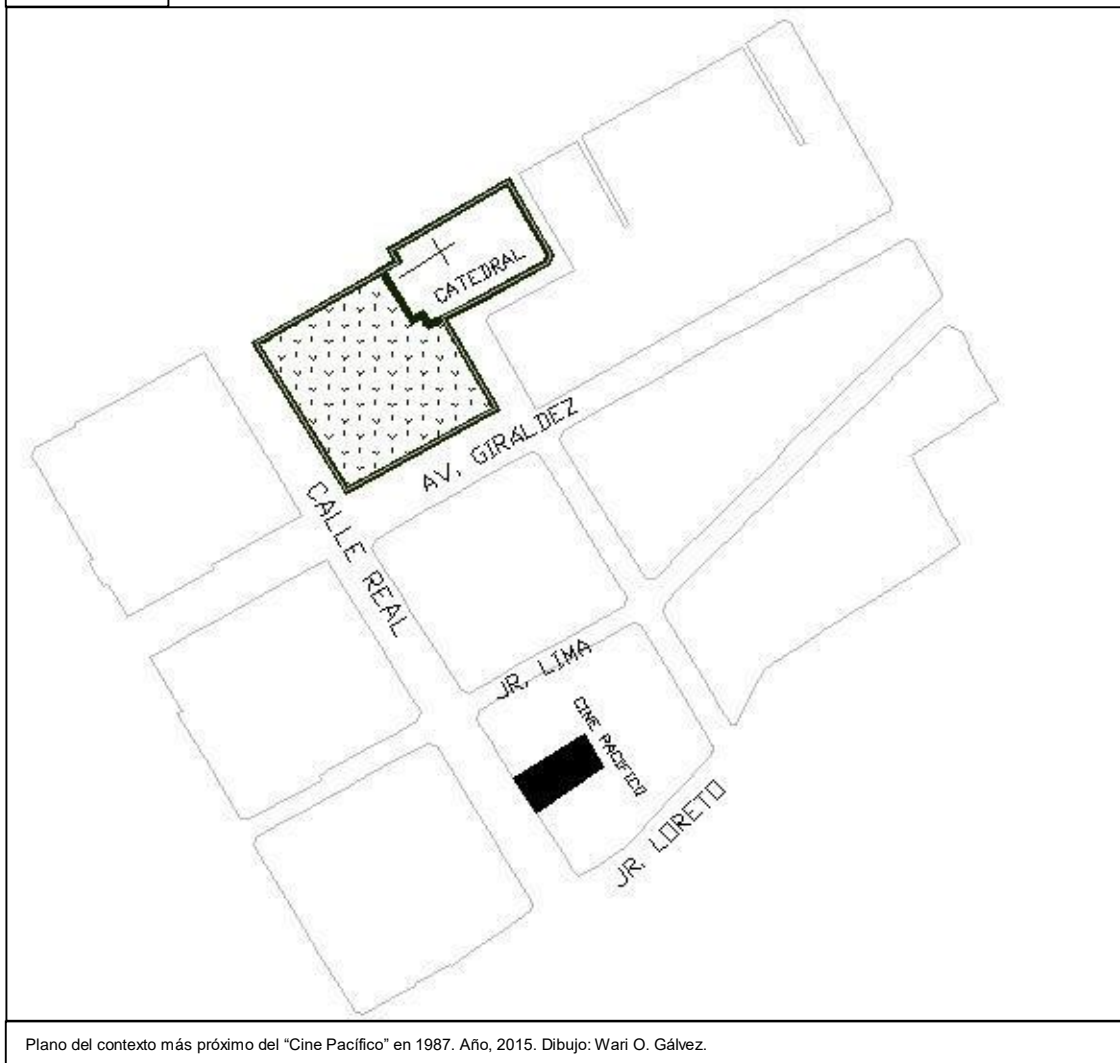 CATEDRAL
AV. GIRALDEZ
CALLE REAL
JR. LIMA
CINE PACIFICO
JR. LORETO
Plano del contexto más próximo del “Cine Pacífico” en 1987. Año, 2015. Dibujo: Wari O. Gálvez.